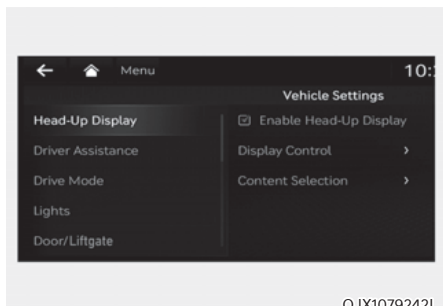 Menu 10:
Vehicle Settings
Head-Up Display
Enable Head-Up Display
Driver Assistance
Display Control
Drive Mode
Content Selection
Lights
Door/Liftgate